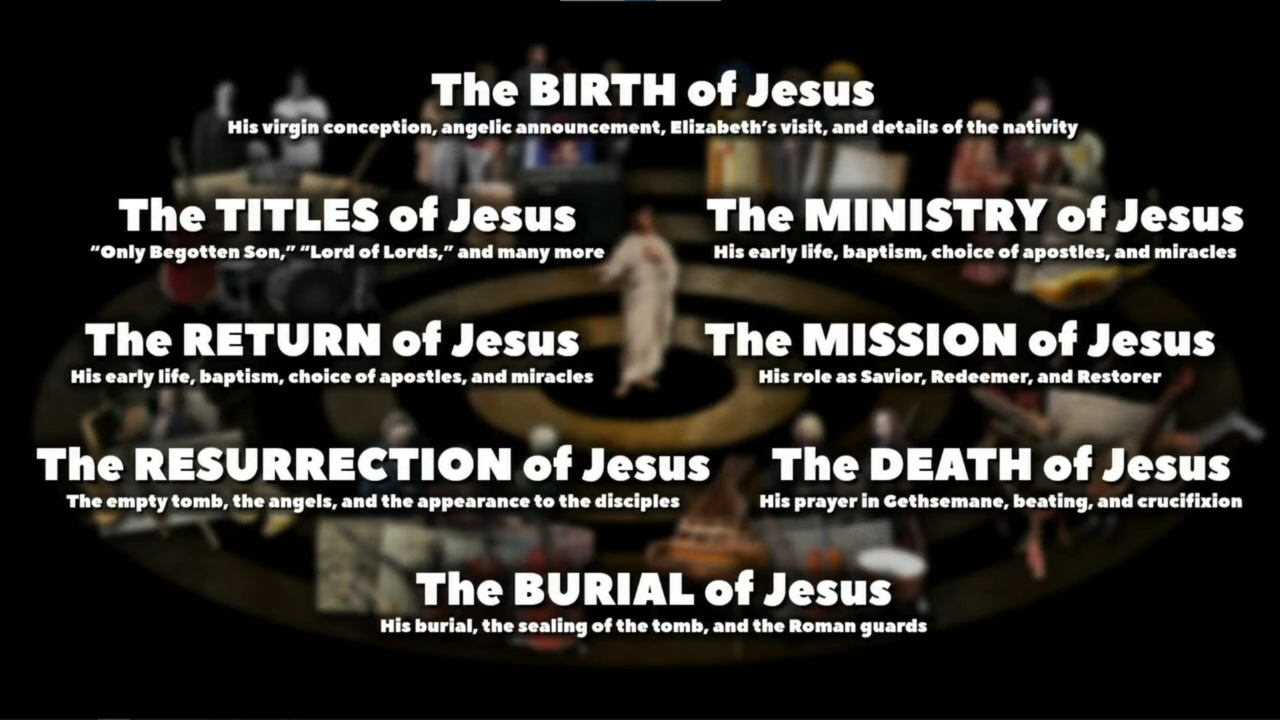 The BIRTH of Jesus
His virgin conception, angelic announcement, Elizabeth's visit, and details of the nativity
The TITLES of Jesus
"Only Begotten Son," "Lord of Lords," and many more
The MINISTRY of Jesus
His early life, baptism, choice of apostles, and miracles
The RETURN of Jesus
His early life, baptism, choice of apostles, and miracles
The MISSION of Jesus
His role as Savior, Redeemer, and Restorer
The RESURRECTION of Jesus
The empty tomb, the angels, and the appearance to the disciples
The DEATH of Jesus
His prayer in Gethsemane, beating, and crucifixion
The BURIAL of Jesus
His burial, the sealing of the tomb, and the Roman guards